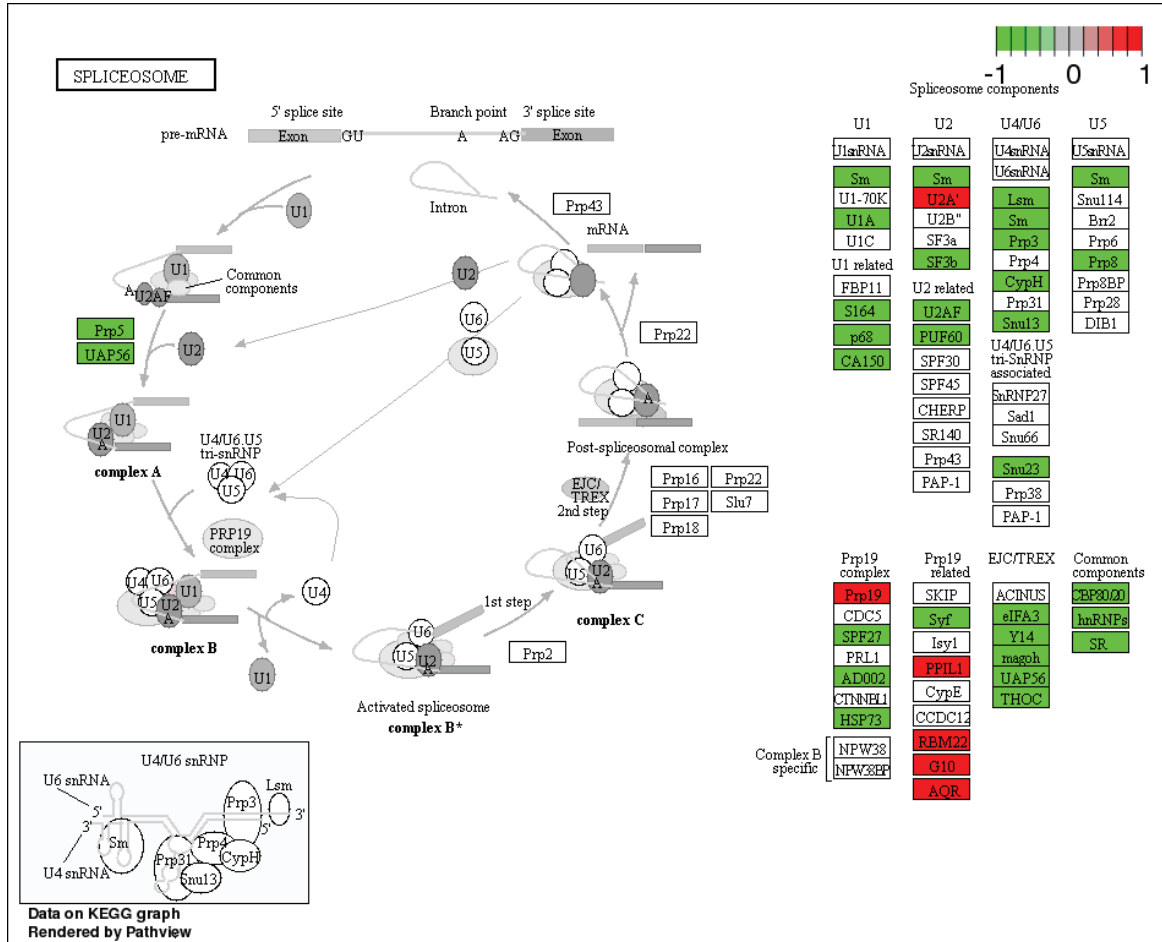 -1 0 1
SPLICEOSOME
Spliceosome components
5' splice site
Branch point
3' splice site
pre-mRNA
Exon
GU
A
AG
Exon
U1
Intron
Prp43
mRNA
U1
Common
components
A
U2AF
U2
U6
U5
Prp5
UAP56
U2
Prp22
U1
U2
A
complex A
U4/U6.U5
tri-snRNP
U4
U6
U5
A
Post-spliceosomal complex
PRP19
complex
EJC/
TREX
2nd step
Prp16
Prp22
Prp17
Slu7
Prp18
U4
U6
U1
U5
U2
A
complex B
U4
U1
U6
U5
U2
A
complex C
1st step
U6
U5
U2
A
Prp2
Activated spliceosome
complex B*
U1
U1snRNA
Sm
U1-70K
U1A
U1C
U1 related
FBP11
S164
p68
CA150
U2
U2snRNA
Sm
U2A'
U2B"
SF3a
SF3b
U2 related
U2AF
PUF60
SPF30
SPF45
CHERP
SR140
Prp43
PAP-1
U4/U6
U4snRNA
U6snRNA
Lsm
Sm
Prp3
Prp4
CypH
Prp31
Snu13
U4/U6.U5
tri-SnRNP
associated
SnRNP27
Sad1
Snu66
Snu23
Prp38
PAP-1
U5
U5snRNA
Sm
Snu114
Brr2
Prp6
Prp8
Prp8BP
Prp28
DIB1
Prp19
complex
Prp19
CDC5
SPF27
PRL1
AD002
CTNNBL1
HSP73
Complex B
specific
NPW38
NPW38BP
Prp19
related
SKIP
Syf
Isy1
PPIL1
CypE
CCDC12
RBM22
G10
AQR
EJC/TREX
ACINUS
eIFA3
Y14
magoh
UAP56
THOC
Common
components
CBP80/20
hnRNPs
SR
U4/U6 snRNP
U6 snRNA
5'
3'
U4 snRNA
Sm
Prp3
Lsm
3'
5'
Prp4
Prp31
CypH
Snu13
Data on KEGG graph
Rendered by Pathview